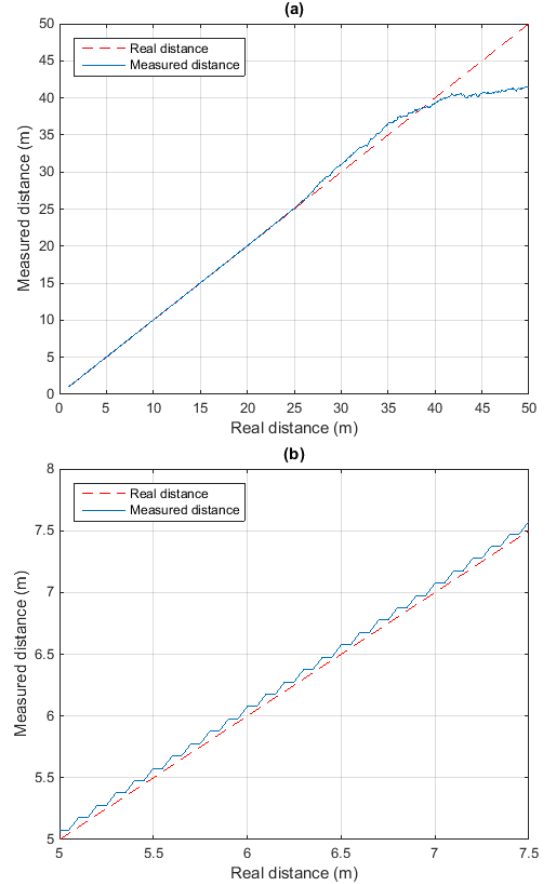 (a)
50
45
40
35
30
25
20
15
10
5
0
Measured distance (m)
Real distance
Measured distance
0 5 10 15 20 25 30 35 40 45 50
Real distance (m)
(b)
8
7.5
7
6.5
6
5.5
5
Measured distance (m)
Real distance
Measured distance
5 5.5 6 6.5 7 7.5
Real distance (m)